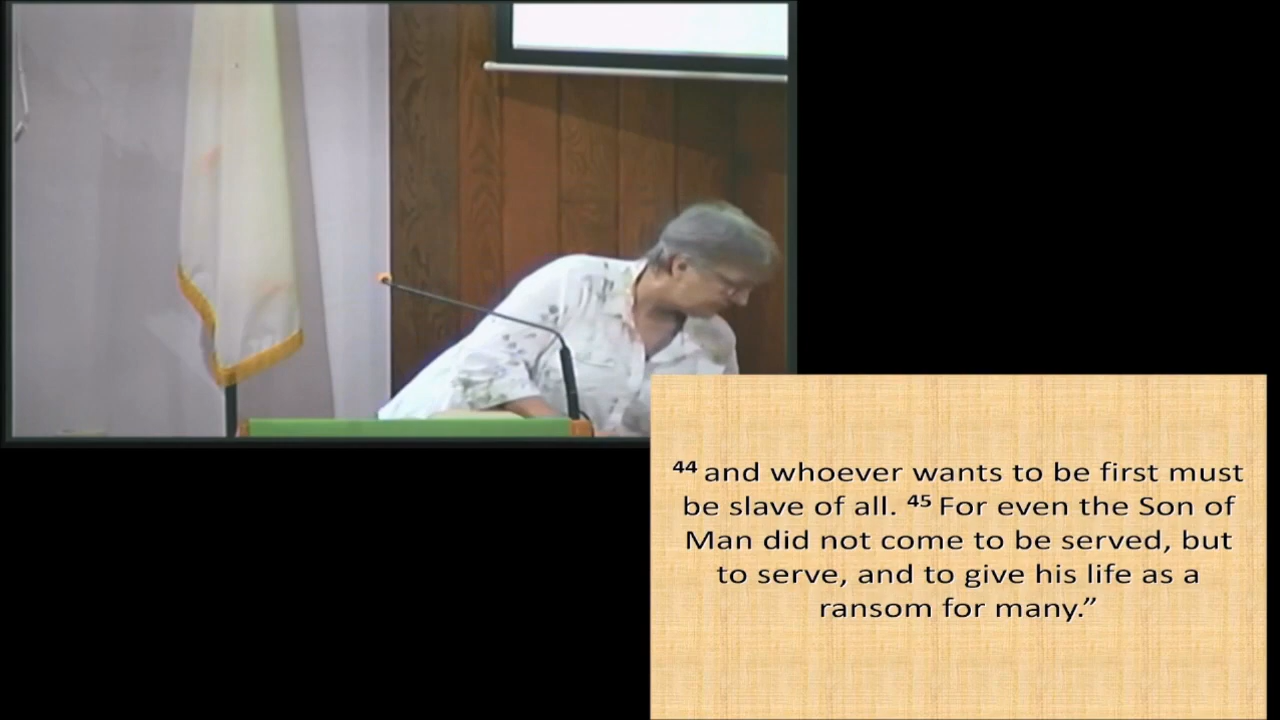 44 and whoever wants to be first must
be slave of all. 45 For even the Son of
Man did not come to be served, but
to serve, and to give his life as a
ransom for many.”